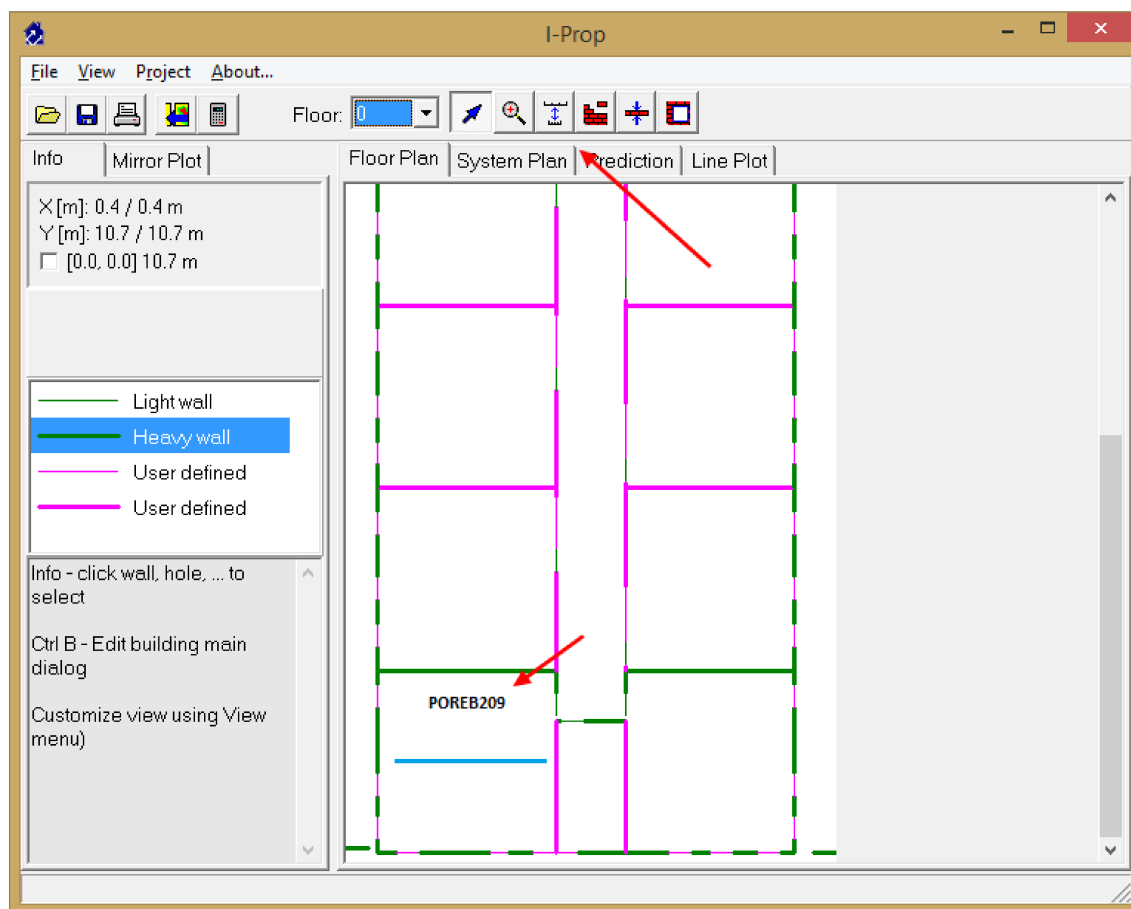 I-Prop
File View Project About...
Floor: 0
Info Mirror Plot Floor Plan System Plan Prediction Line Plot
X [m]: 0.4 / 0.4 m
Y [m]: 10.7 / 10.7 m
[0.0, 0.0] 10.7 m
Light wall
Heavy wall
User defined
User defined
Info - click wall, hole, ... to
select
Ctrl B - Edit building main
dialog
Customize view using View
menu)
POREB209